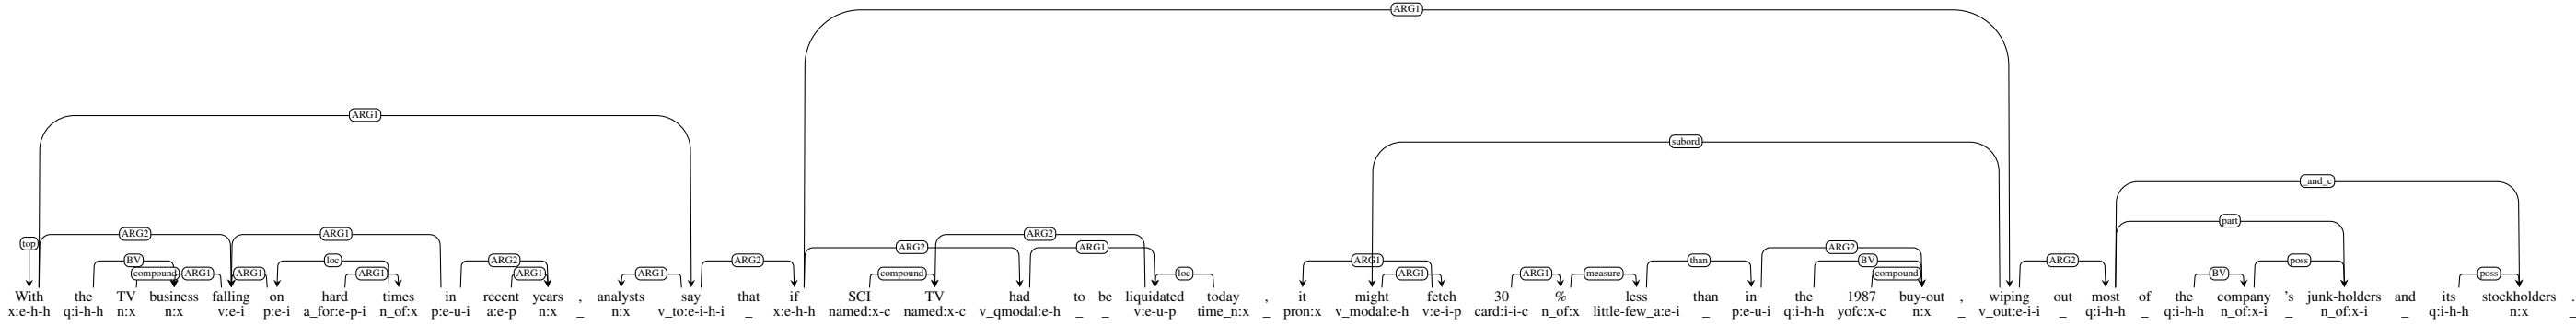 ARG1
ARG1
subord
_and_c
part
top ARG2 ARG1 ARG2 ARG2 ARG1 ARG2
BV loc ARG2 ARG2 ARG1 than BV ARG2 BV poss
compound ARG1 ARG1 ARG1 ARG1 ARG1 compound loc ARG1 ARG1 measure compound poss
With the TV business falling on hard times in recent years , analysts say that if SCI TV had to be liquidated today , it might fetch 30 % less than in the 1987 buy-out , wiping out most of the company 's junk-holders and its stockholders .
x:e-h-h q:i-h-h n:x n:x v:e-i p:e-i a_for:e-p-i n_of:x p:e-u-i a:e-p n:x _ n:x v_to:e-i-h-i _ x:e-h-h named:x-c named:x-c v_qmodal:e-h _ _ v:e-u-p time_n:x _ pron:x v_modal:e-h v:e-i-p card:i-i-c n_of:x little-few_a:e-i _ p:e-u-i q:i-h-h yofc:x-c n:x _ v_out:e-i-i _ q:i-h-h _ q:i-h-h n_of:x-i _ n_of:x-i _ q:i-h-h n:x _